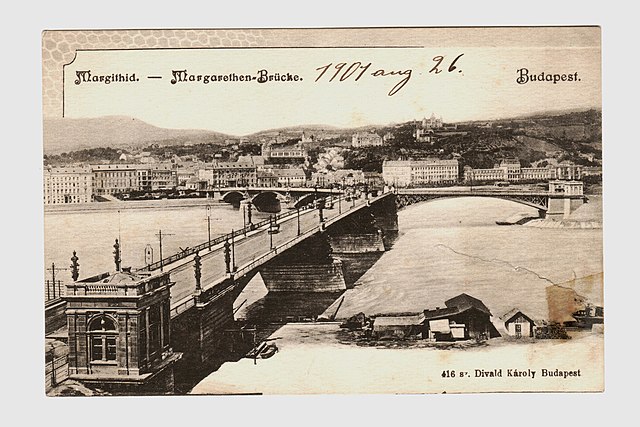 Margithid. — Margarethen-Brücke. 1901 aug 26. Budapest.
416 sz. Divald Károly Budapest